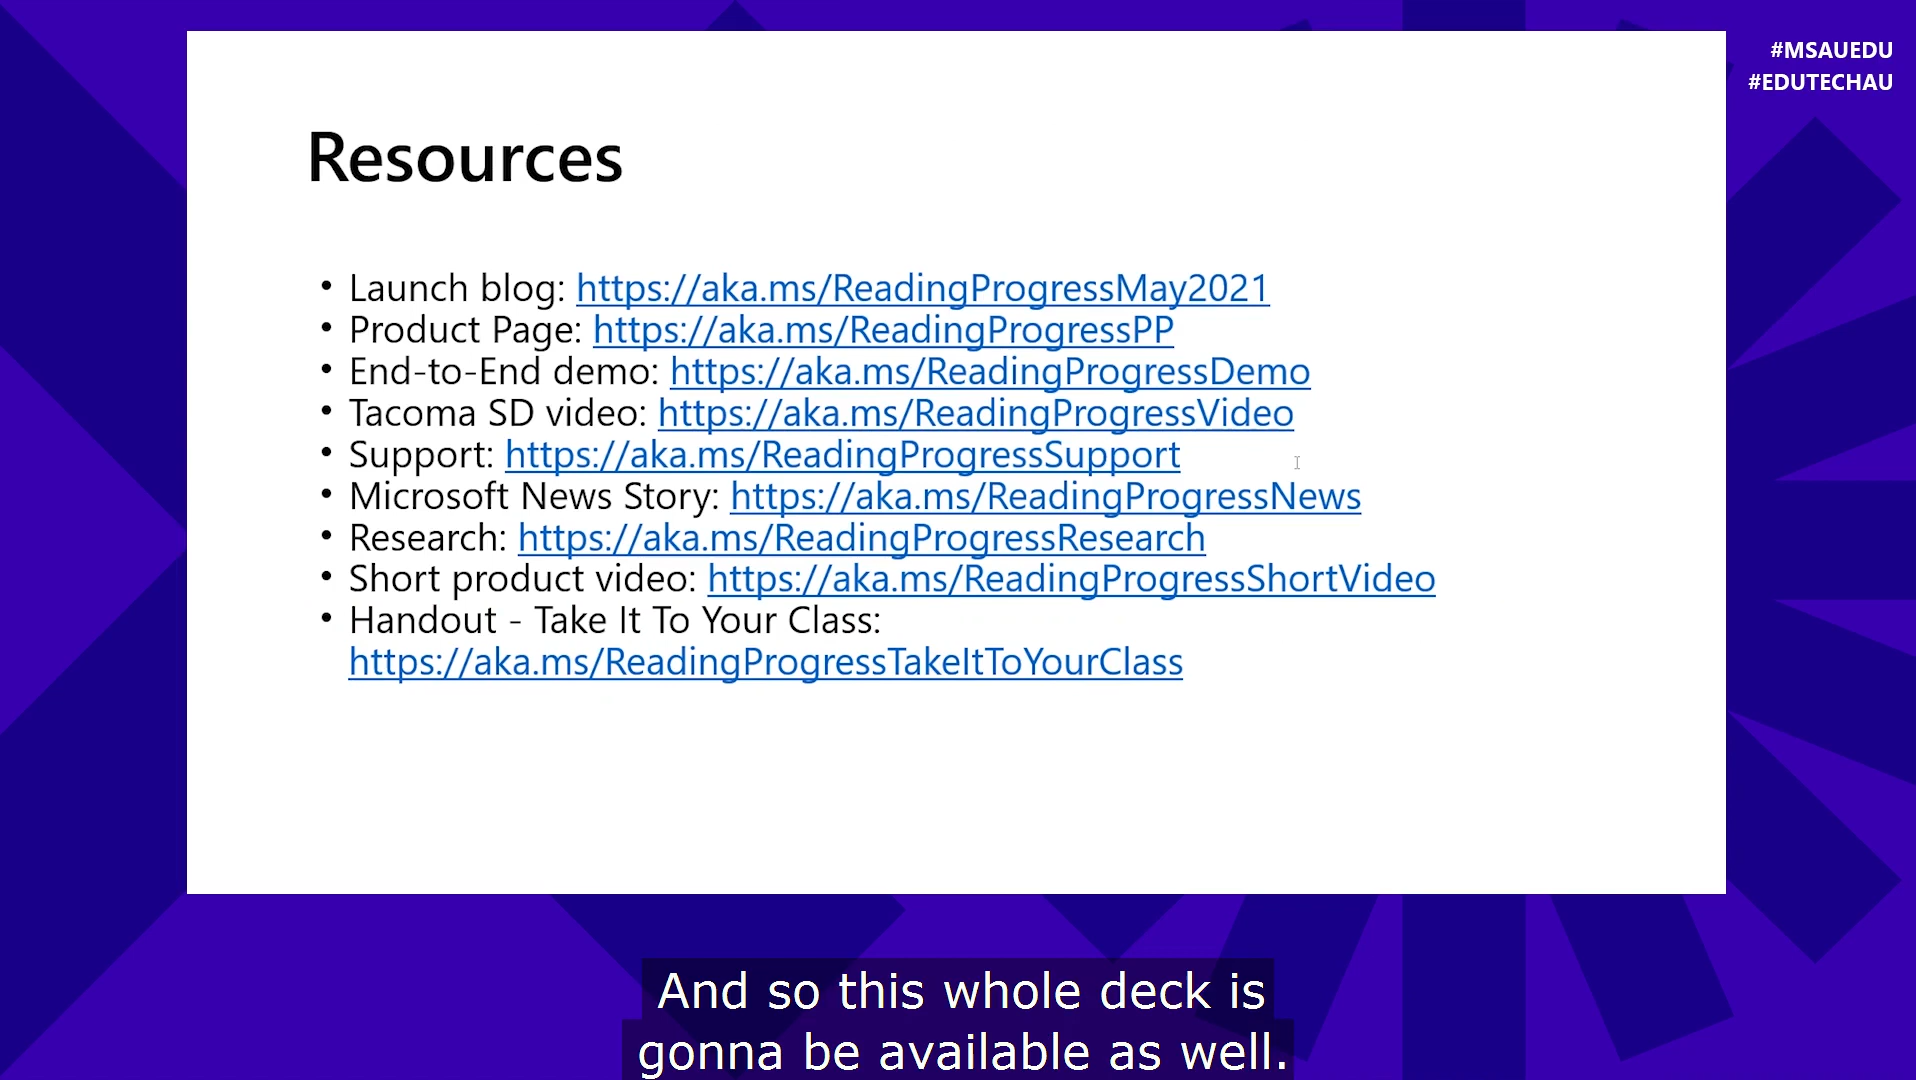 #MSAUEDU
#EDUTECHAU
Resources
• Launch blog: https://aka.ms/ReadingProgressMay2021
• Product Page: https://aka.ms/ReadingProgressPP
• End-to-End demo: https://aka.ms/ReadingProgressDemo
• Tacoma SD video: https://aka.ms/ReadingProgressVideo
• Support: https://aka.ms/ReadingProgressSupport
• Microsoft News Story: https://aka.ms/ReadingProgressNews
• Research: https://aka.ms/ReadingProgressResearch
• Short product video: https://aka.ms/ReadingProgressShortVideo
• Handout - Take It To Your Class:
https://aka.ms/ReadingProgressTakeItToYourClass
And so this whole deck is
gonna be available as well.